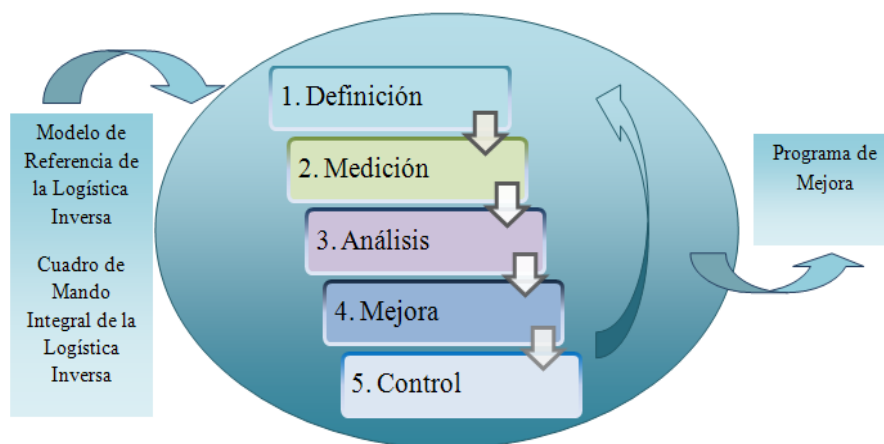 Modelo de
Referencia de
la Logística
Inversa
Cuadro de
Mando
Integral de la
Logística
Inversa
1. Definición
2. Medición
3. Análisis
4. Mejora
5. Control
Programa de
Mejora